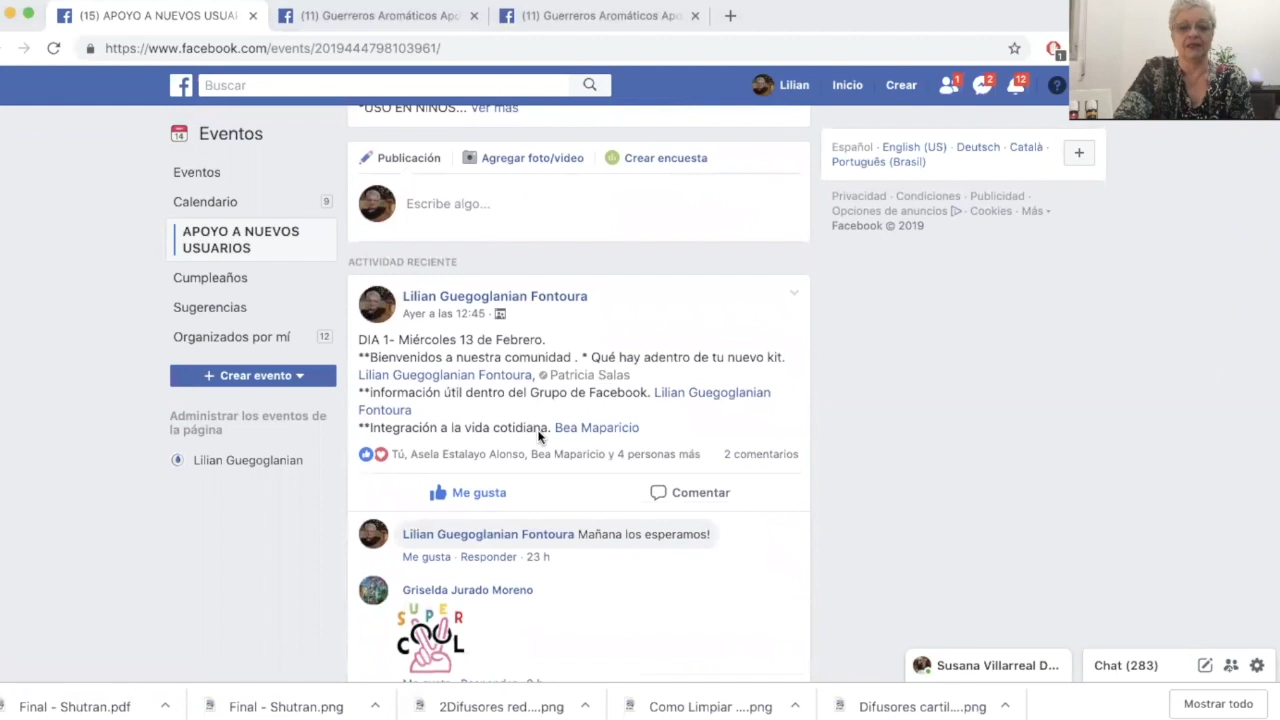 (15) APOYO A NUEVOS USUA
(11) Guerreros Aromáticos Apo
(11) Guerreros Aromáticos Apo
https://www.facebook.com/events/2019444798103961/
1
Buscar
Lilian
Inicio
Crear
1
2
12
*USO EN NIÑOS... Ver más
14
Eventos
Eventos
Calendario 9
APOYO A NUEVOS
USUARIOS
Cumpleaños
Sugerencias
Organizados por mí 12
+ Crear evento
Administrar los eventos de
la página
Lilian Guegoglanian
Publicación
Agregar foto/video
Crear encuesta
Escribe algo...
ACTIVIDAD RECIENTE
Lilian Guegoglanian Fontoura
Ayer a las 12:45 ·
DIA 1- Miércoles 13 de Febrero.
**Bienvenidos a nuestra comunidad . * Qué hay adentro de tu nuevo kit.
Lilian Guegoglanian Fontoura, Patricia Salas
**información útil dentro del Grupo de Facebook. Lilian Guegoglanian
Fontoura
**Integración a la vida cotidiana. Bea Maparicio
Tú, Asela Estalayo Alonso, Bea Maparicio y 4 personas más
2 comentarios
Me gusta
Comentar
Lilian Guegoglanian Fontoura Mañana los esperamos!
Me gusta · Responder · 23 h
Griselda Jurado Moreno
SUPER
COOL
Español · English (US) · Deutsch · Català ·
Português (Brasil)
+
Privacidad · Condiciones · Publicidad ·
Opciones de anuncios · Cookies · Más
Facebook © 2019
Susana Villarreal D...
Chat (283)
Final - Shutran.pdf
Final - Shutran.png
2Difusores red....png
Como Limpiar ....png
Difusores cartil....png
Mostrar todo